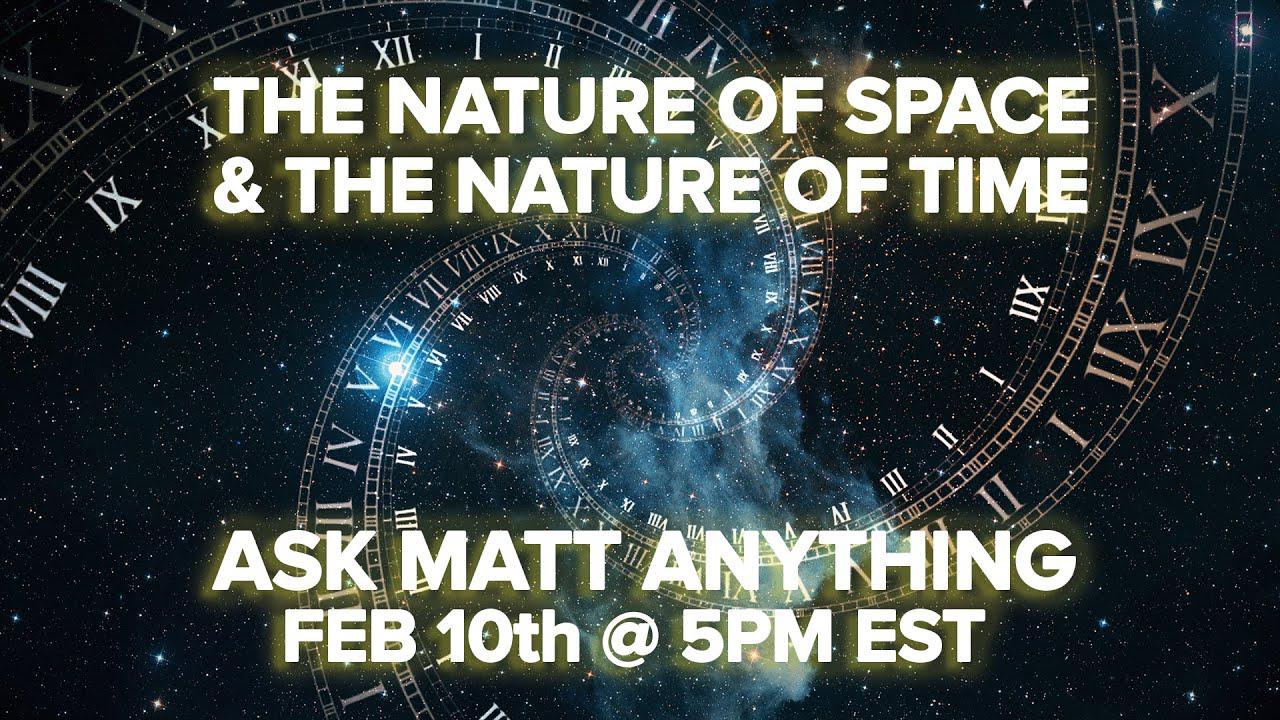 THE NATURE OF SPACE
& THE NATURE OF TIME
ASK MATT ANYTHING
FEB 10th @ 5PM EST